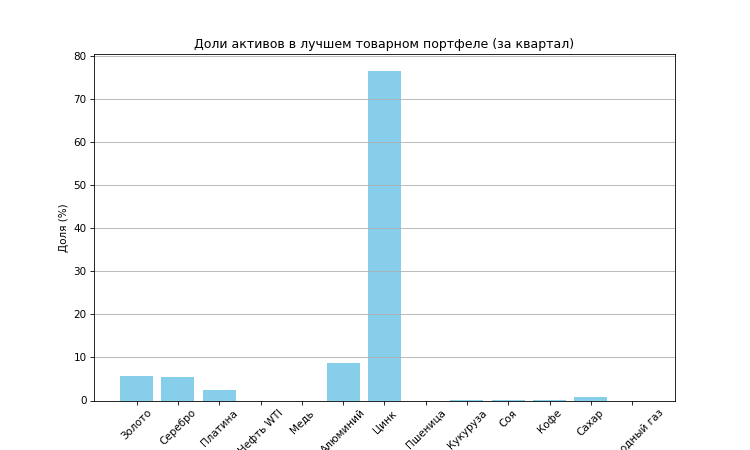 Доли активов в лучшем товарном портфеле (за квартал)
Доля (%)
80
70
60
50
40
30
20
10
0
Золото
Серебро
Платина
Нефть WTI
Медь
Алюминий
Цинк
Пшеница
Кукуруза
Соя
Кофе
Сахар
газ